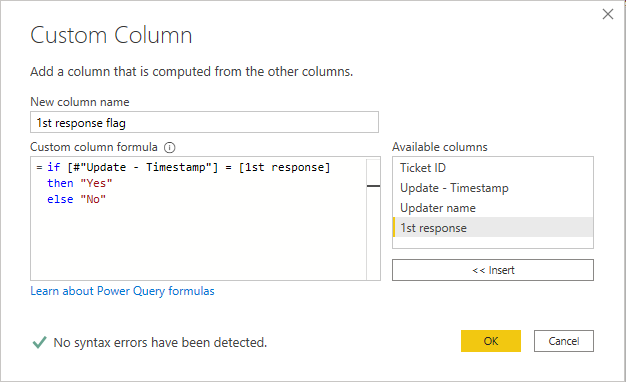 Custom Column
Add a column that is computed from the other columns.
New column name
1st response flag
Custom column formula
Available columns
= if [#"Update - Timestamp"] = [1st response]
then "Yes"
else "No"
Ticket ID
Update - Timestamp
Updater name
1st response
<< Insert
Learn about Power Query formulas
No syntax errors have been detected.
OK
Cancel